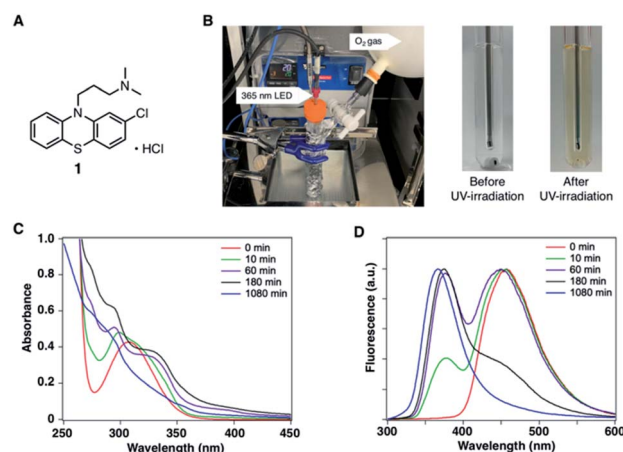 A
N
N
Cl
S
• HCl
1
B
O2 gas
365 nm LED
Before
UV-irradiation
After
UV-irradiation
C
0 min
10 min
60 min
180 min
1080 min
1.0
0.8
0.6
0.4
0.2
0
Absorbance
250 300 350 400 450
Wavelength (nm)
D
0 min
10 min
60 min
180 min
1080 min
Fluorescence (a.u.)
300 400 500 600
Wavelength (nm)